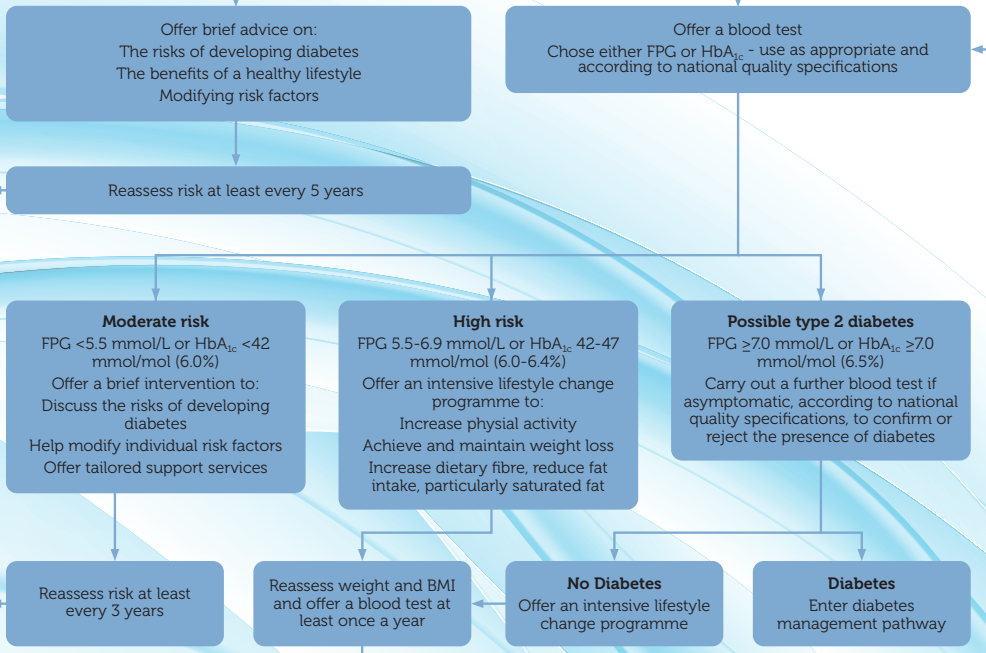 Offer brief advice on:
The risks of developing diabetes
The benefits of a healthy lifestyle
Modifying risk factors
Offer a blood test
Chose either FPG or HbA1c - use as appropriate and
according to national quality specifications
Reassess risk at least every 5 years
Moderate risk
FPG <5.5 mmol/L or HbA1c <42
mmol/mol (6.0%)
Offer a brief intervention to:
Discuss the risks of developing
diabetes
Help modify individual risk factors
Offer tailored support services
High risk
FPG 5.5-6.9 mmol/L or HbA1c 42-47
mmol/mol (6.0-6.4%)
Offer an intensive lifestyle change
programme to:
Increase physial activity
Achieve and maintain weight loss
Increase dietary fibre, reduce fat
intake, particularly saturated fat
Possible type 2 diabetes
FPG ≥7.0 mmol/L or HbA1c ≥7.0
mmol/mol (6.5%)
Carry out a further blood test if
asymptomatic, according to national
quality specifications, to confirm or
reject the presence of diabetes
Reassess risk at least
every 3 years
Reassess weight and BMI
and offer a blood test at
least once a year
No Diabetes
Offer an intensive lifestyle
change programme
Diabetes
Enter diabetes
management pathway